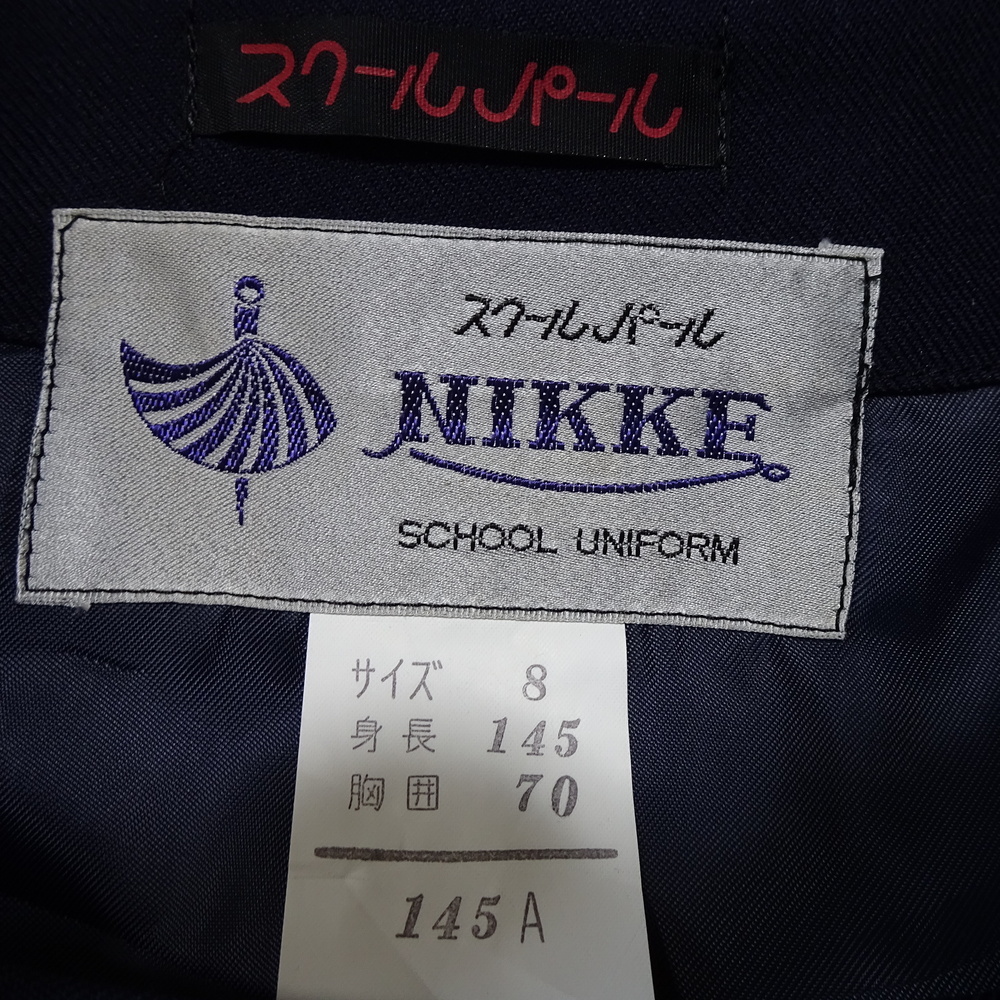 スクールパール
スクールパール
NIKKE
SCHOOL UNIFORM
サイズ 8
身長 145
胸囲 70
145A